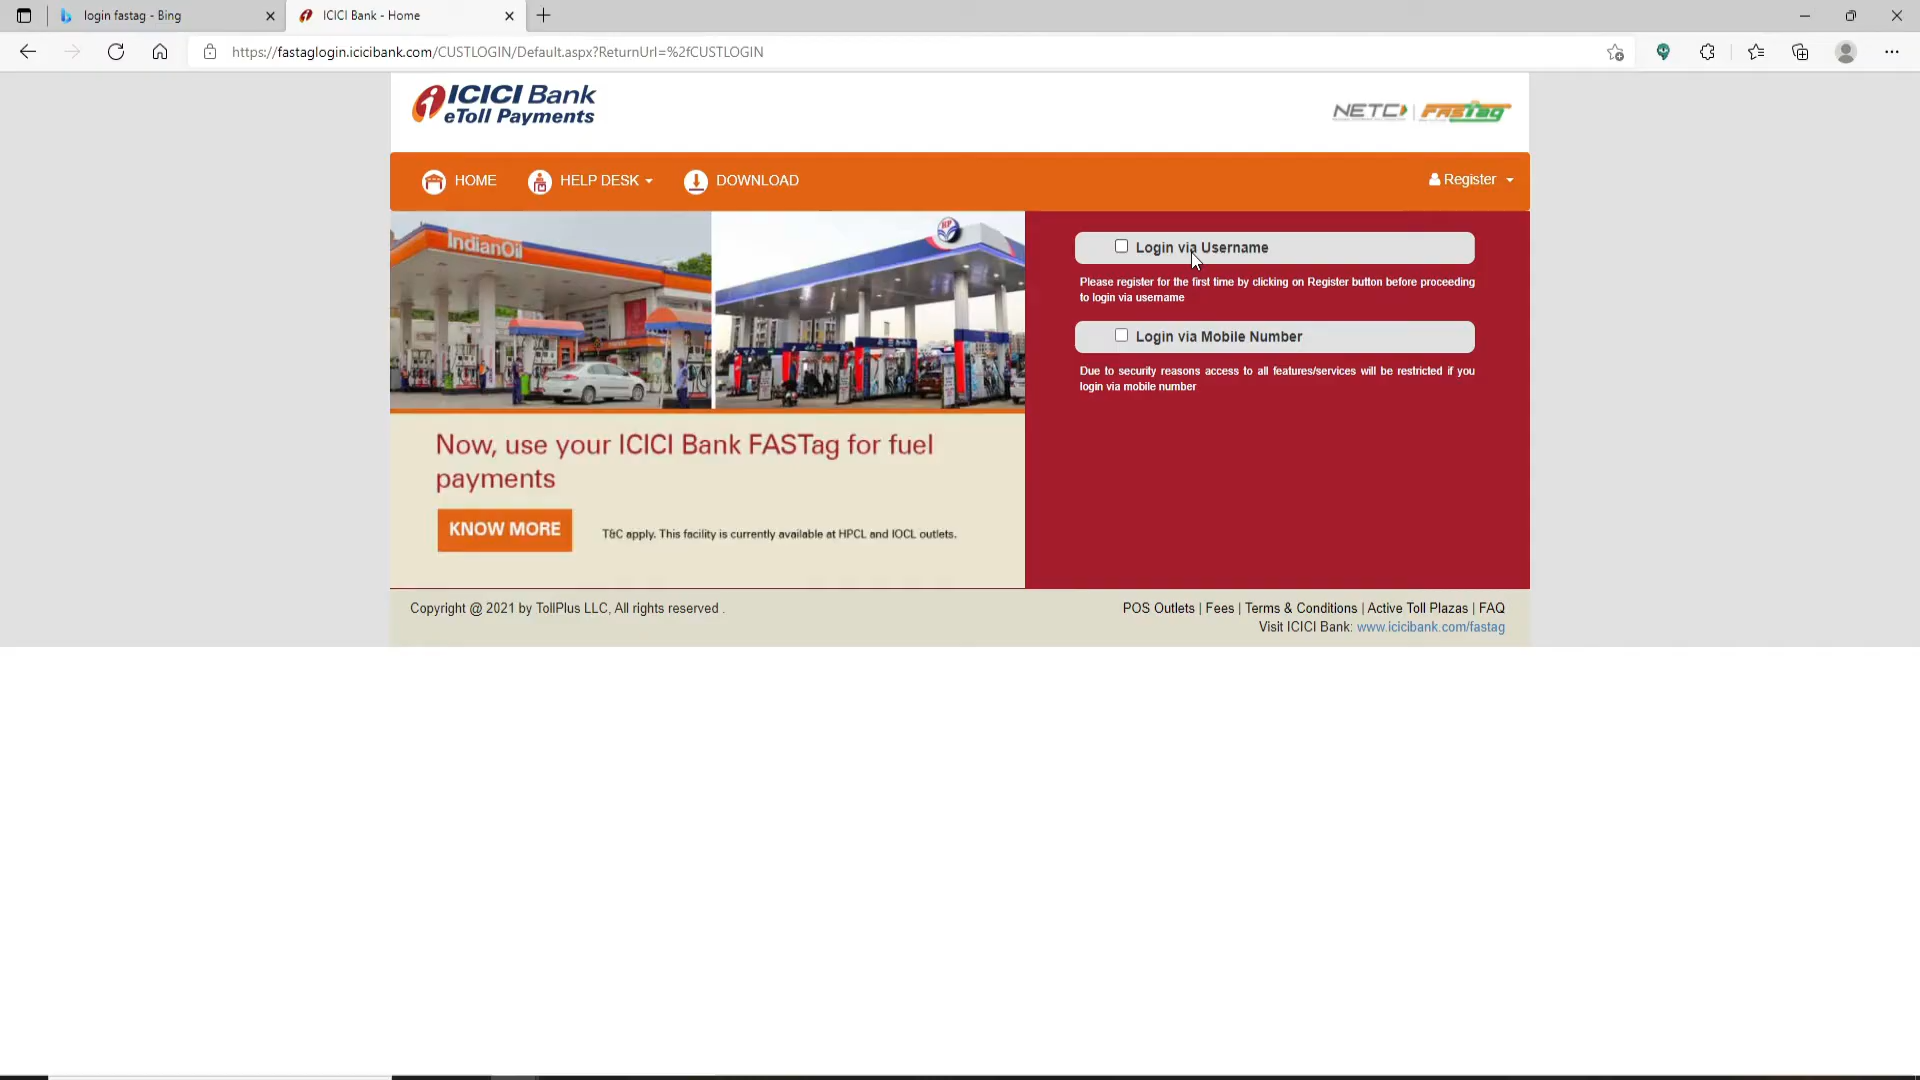 login fastag - Bing
ICICI Bank - Home
https://fastaglogin.icicibank.com/CUSTLOGIN/Default.aspx?ReturnUrl=%2fCUSTLOGIN
ICICI Bank
eToll Payments
NETC
FASTag
HOME
HELP DESK
DOWNLOAD
Register
IndianOil
HP
Login via Username
Please register for the first time by clicking on Register button before proceeding
to login via username
Login via Mobile Number
Due to security reasons access to all features/services will be restricted if you
login via mobile number
Now, use your ICICI Bank FASTag for fuel
payments
KNOW MORE
T&C apply. This facility is currently available at HPCL and IOCL outlets.
Copyright @ 2021 by TollPlus LLC, All rights reserved .
POS Outlets | Fees | Terms & Conditions | Active Toll Plazas | FAQ
Visit ICICI Bank: www.icicibank.com/fastag